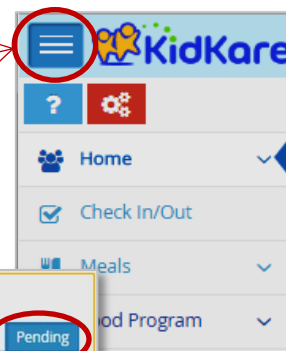 KidKare
?
Home
Check In/Out
Meals
ood Program
Pending